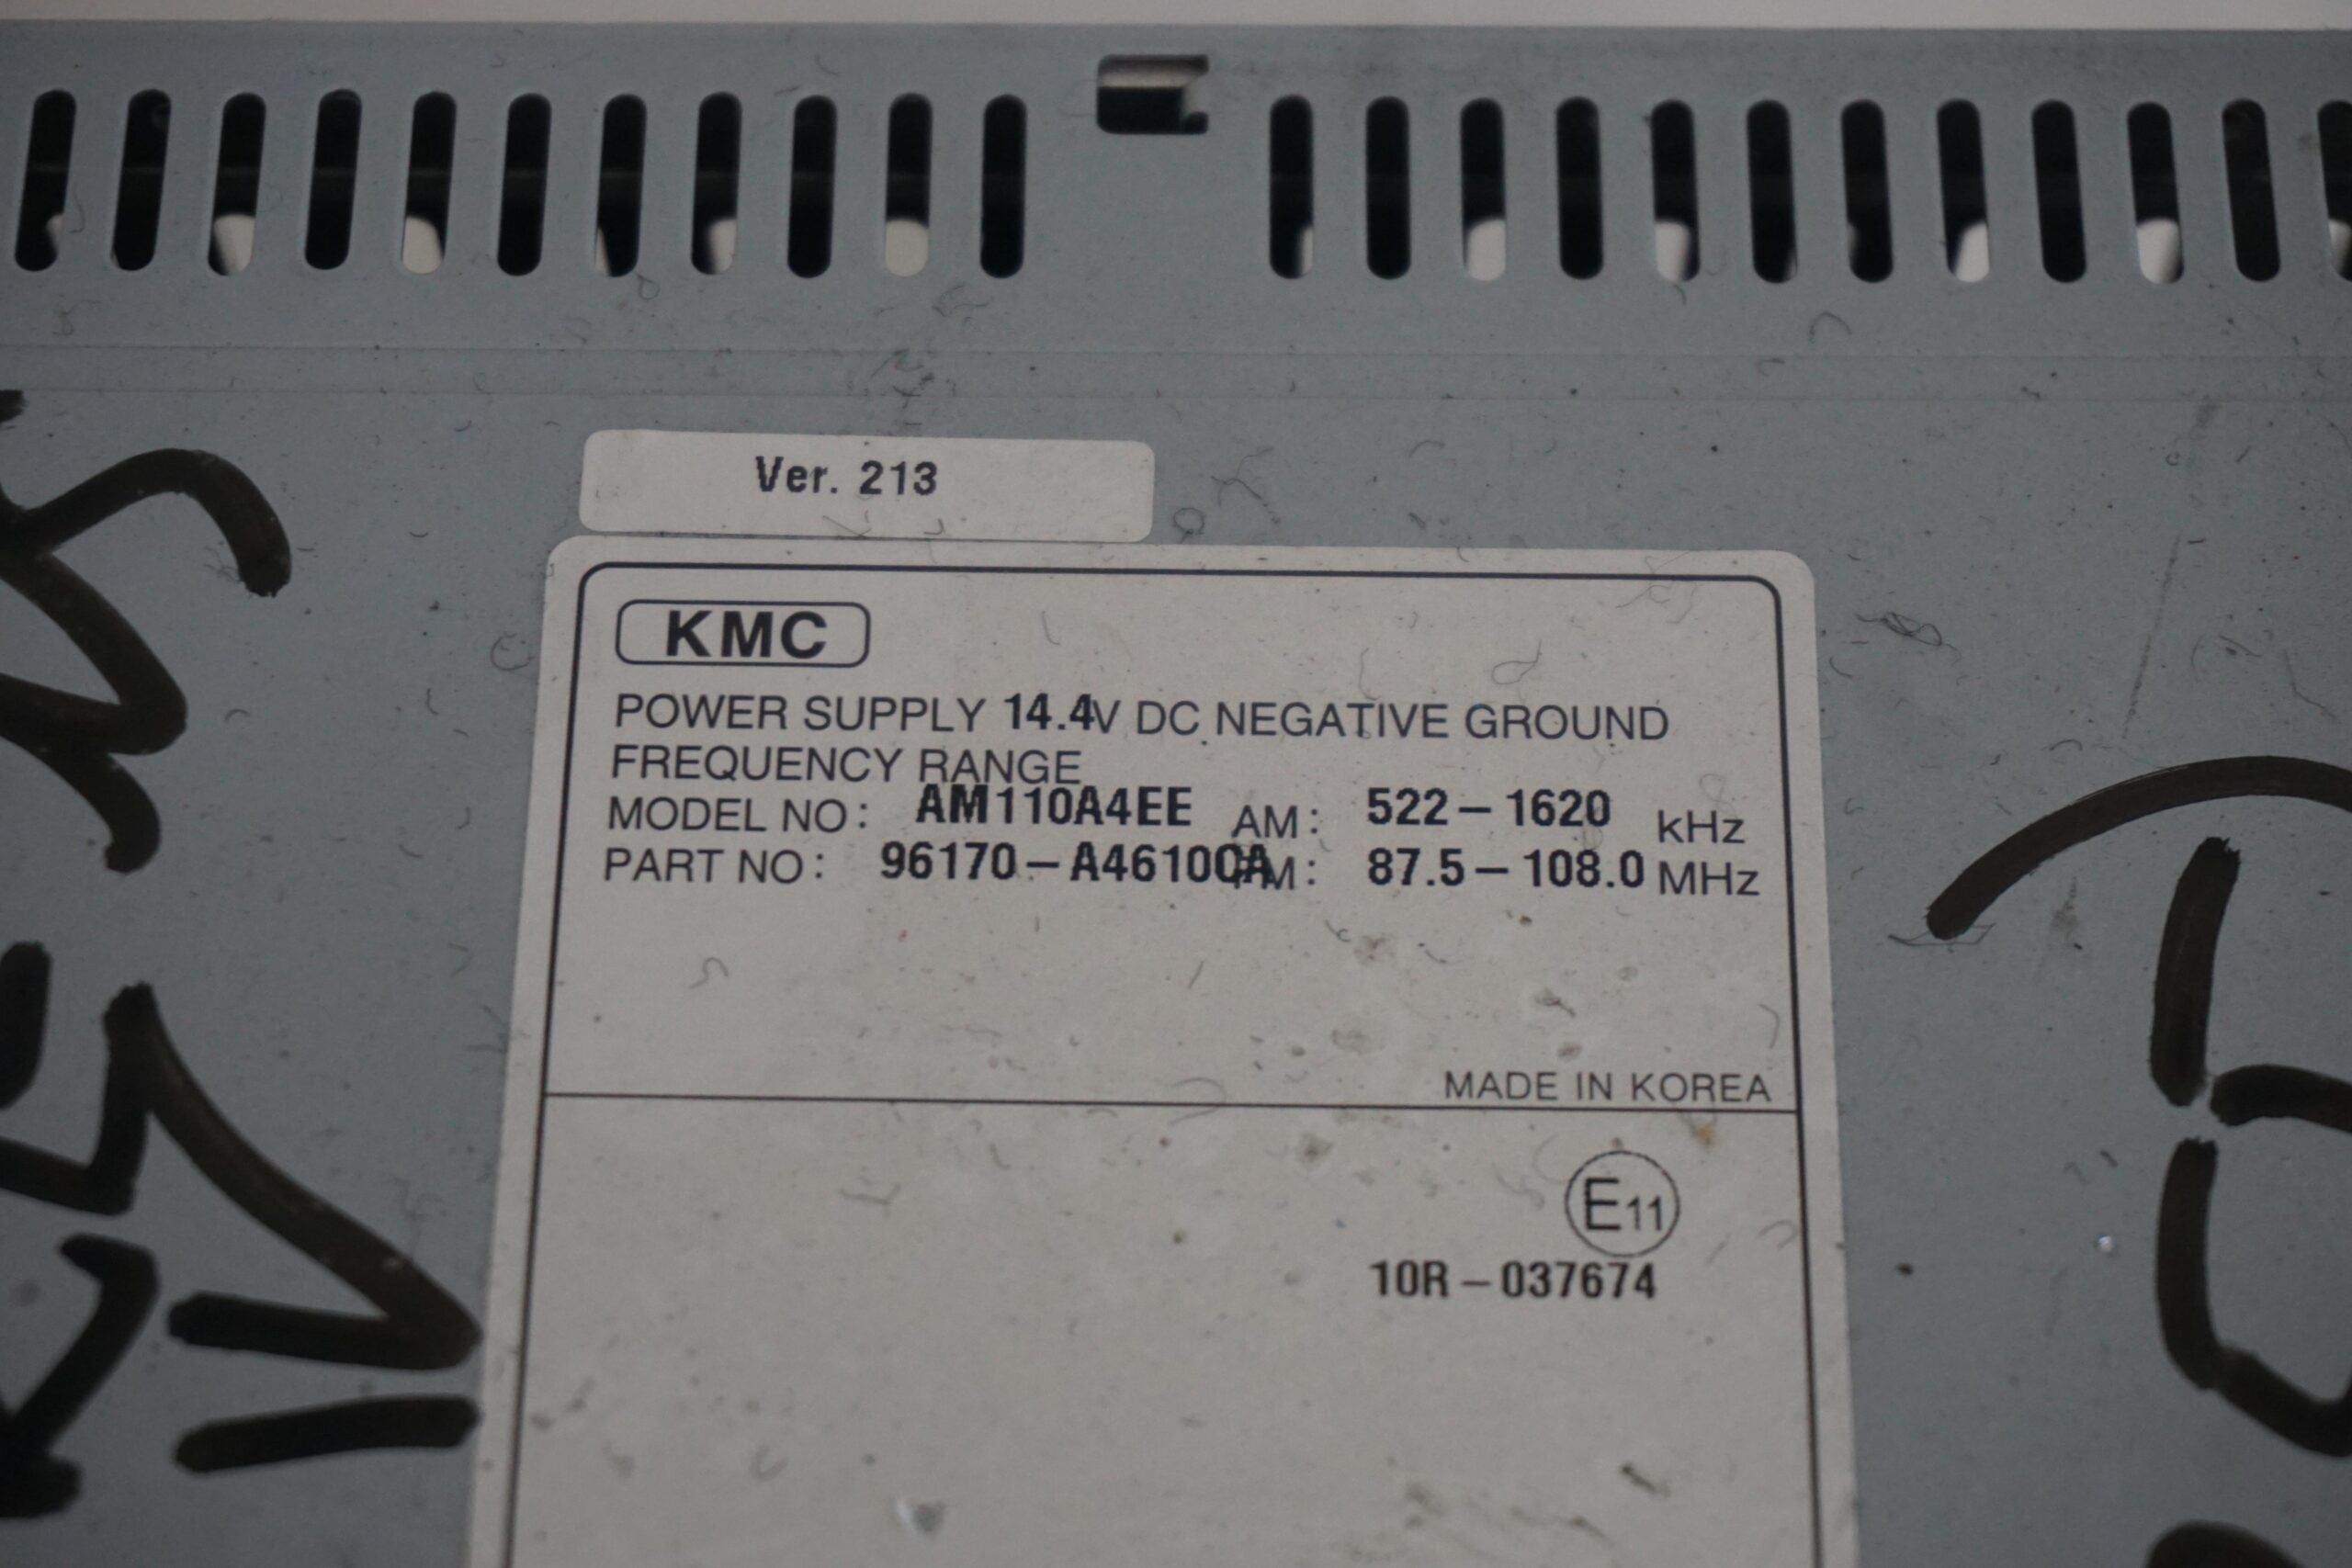 Ver. 213
KMC
POWER SUPPLY 14.4V DC NEGATIVE GROUND
FREQUENCY RANGE
MODEL NO: AM110A4EE AM: 522-1620 kHz
PART NO: 96170-A4610CA FM: 87.5-108.0 MHz
MADE IN KOREA
E11
10R-037674